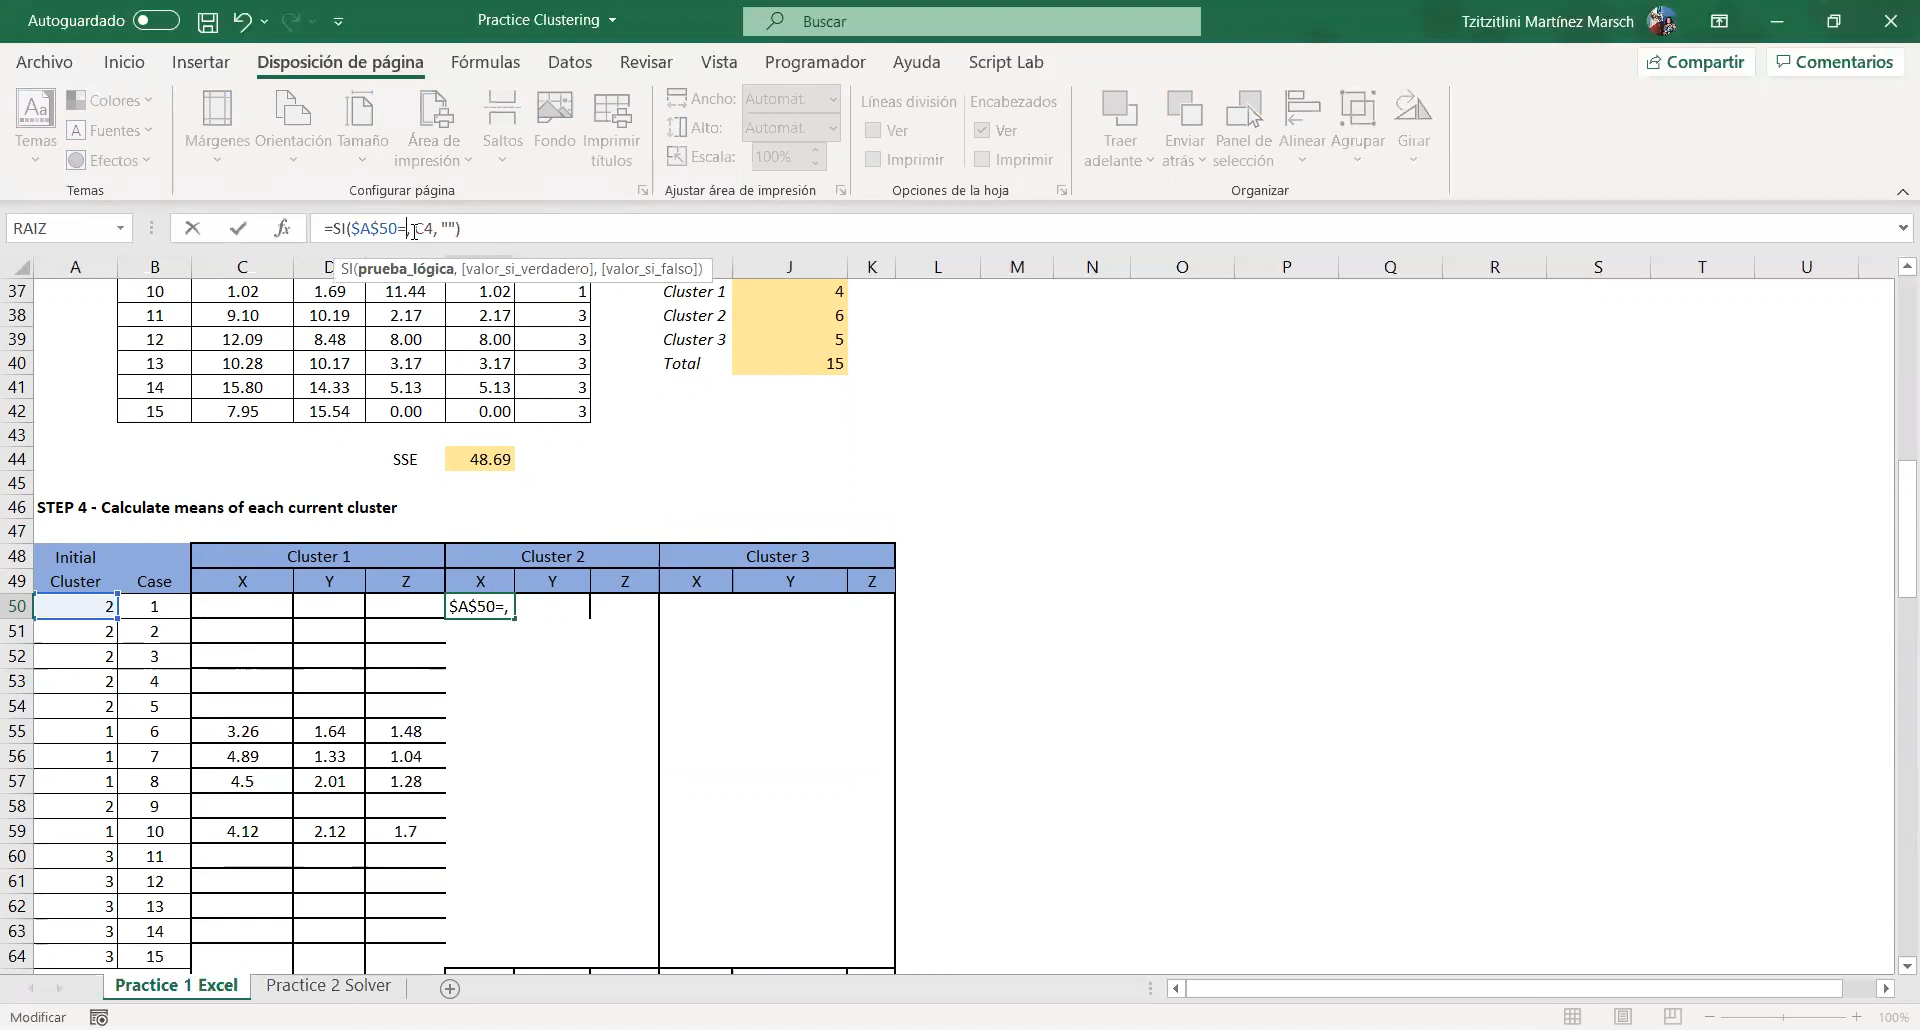 Autoguardado
Practice Clustering
Buscar
Tzitzitlini Martínez Marsch
Archivo Inicio Insertar Disposición de página Fórmulas Datos Revisar Vista Programador Ayuda Script Lab
Compartir Comentarios
Aa Temas
Colores
A Fuentes
Efectos
Temas
Márgenes Orientación Tamaño Área de impresión Saltos Fondo Imprimir títulos
Configurar página
Ancho: Automát.
Alto: Automát.
Escala: 100%
Ajustar área de impresión
Líneas división Encabezados
Ver Ver
Imprimir Imprimir
Opciones de la hoja
Traer adelante Enviar atrás Panel de selección Alinear Agrupar Girar
Organizar
RAIZ fx =SI($A$50=, C4, "")
SI(prueba_lógica, [valor_si_verdadero], [valor_si_falso])
A B C D J K L M N O P Q R S T U
37 10 1.02 1.69 11.44 1.02 1 Cluster 1 4
38 11 9.10 10.19 2.17 2.17 3 Cluster 2 6
39 12 12.09 8.48 8.00 8.00 3 Cluster 3 5
40 13 10.28 10.17 3.17 3.17 3 Total 15
41 14 15.80 14.33 5.13 5.13 3
42 15 7.95 15.54 0.00 0.00 3
43
44 SSE 48.69
45
46 STEP 4 - Calculate means of each current cluster
47
48 Initial Cluster 1 Cluster 2 Cluster 3
49 Cluster Case X Y Z X Y Z X Y Z
50 2 1 $A$50=,
51 2 2
52 2 3
53 2 4
54 2 5
55 1 6 3.26 1.64 1.48
56 1 7 4.89 1.33 1.04
57 1 8 4.5 2.01 1.28
58 2 9
59 1 10 4.12 2.12 1.7
60 3 11
61 3 12
62 3 13
63 3 14
64 3 15
Practice 1 Excel Practice 2 Solver
Modificar
100%